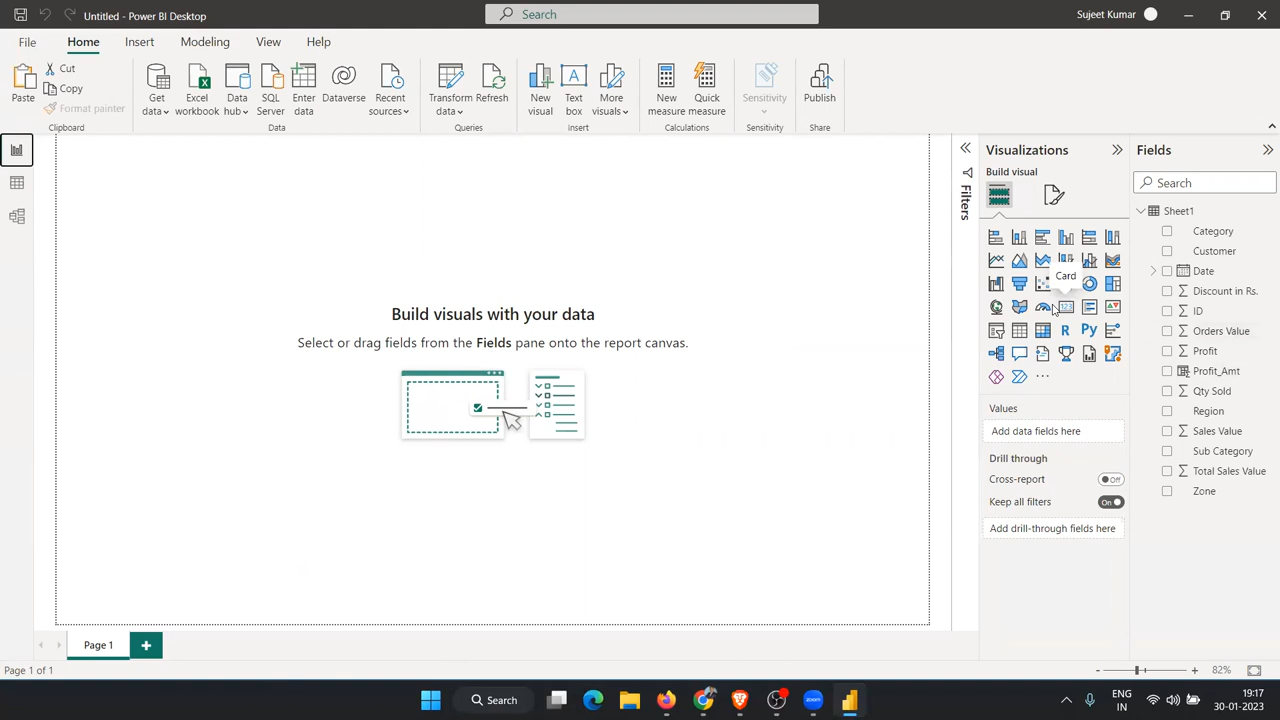 Untitled - Power BI Desktop
Search
Sujeet Kumar
File Home Insert Modeling View Help
Paste
Cut
Copy
Format painter
Clipboard
Get data
Excel workbook
Data hub
SQL Server
Enter data
Dataverse
Recent sources
Data
Transform data
Refresh
Queries
New visual
Text box
More visuals
Insert
New measure
Quick measure
Calculations
Sensitivity
Sensitivity
Publish
Share
Build visuals with your data
Select or drag fields from the Fields pane onto the report canvas.
Filters
Visualizations
Build visual
Card
123
R
Py
Values
Add data fields here
Drill through
Cross-report
Off
Keep all filters
On
Add drill-through fields here
Fields
Search
Sheet1
Category
Customer
Date
Discount in Rs.
ID
Orders Value
Profit
Profit_Amt
Qty Sold
Region
Sales Value
Sub Category
Total Sales Value
Zone
Page 1
Page 1 of 1
82%
Search
ENG
IN
19:17
30-01-2023